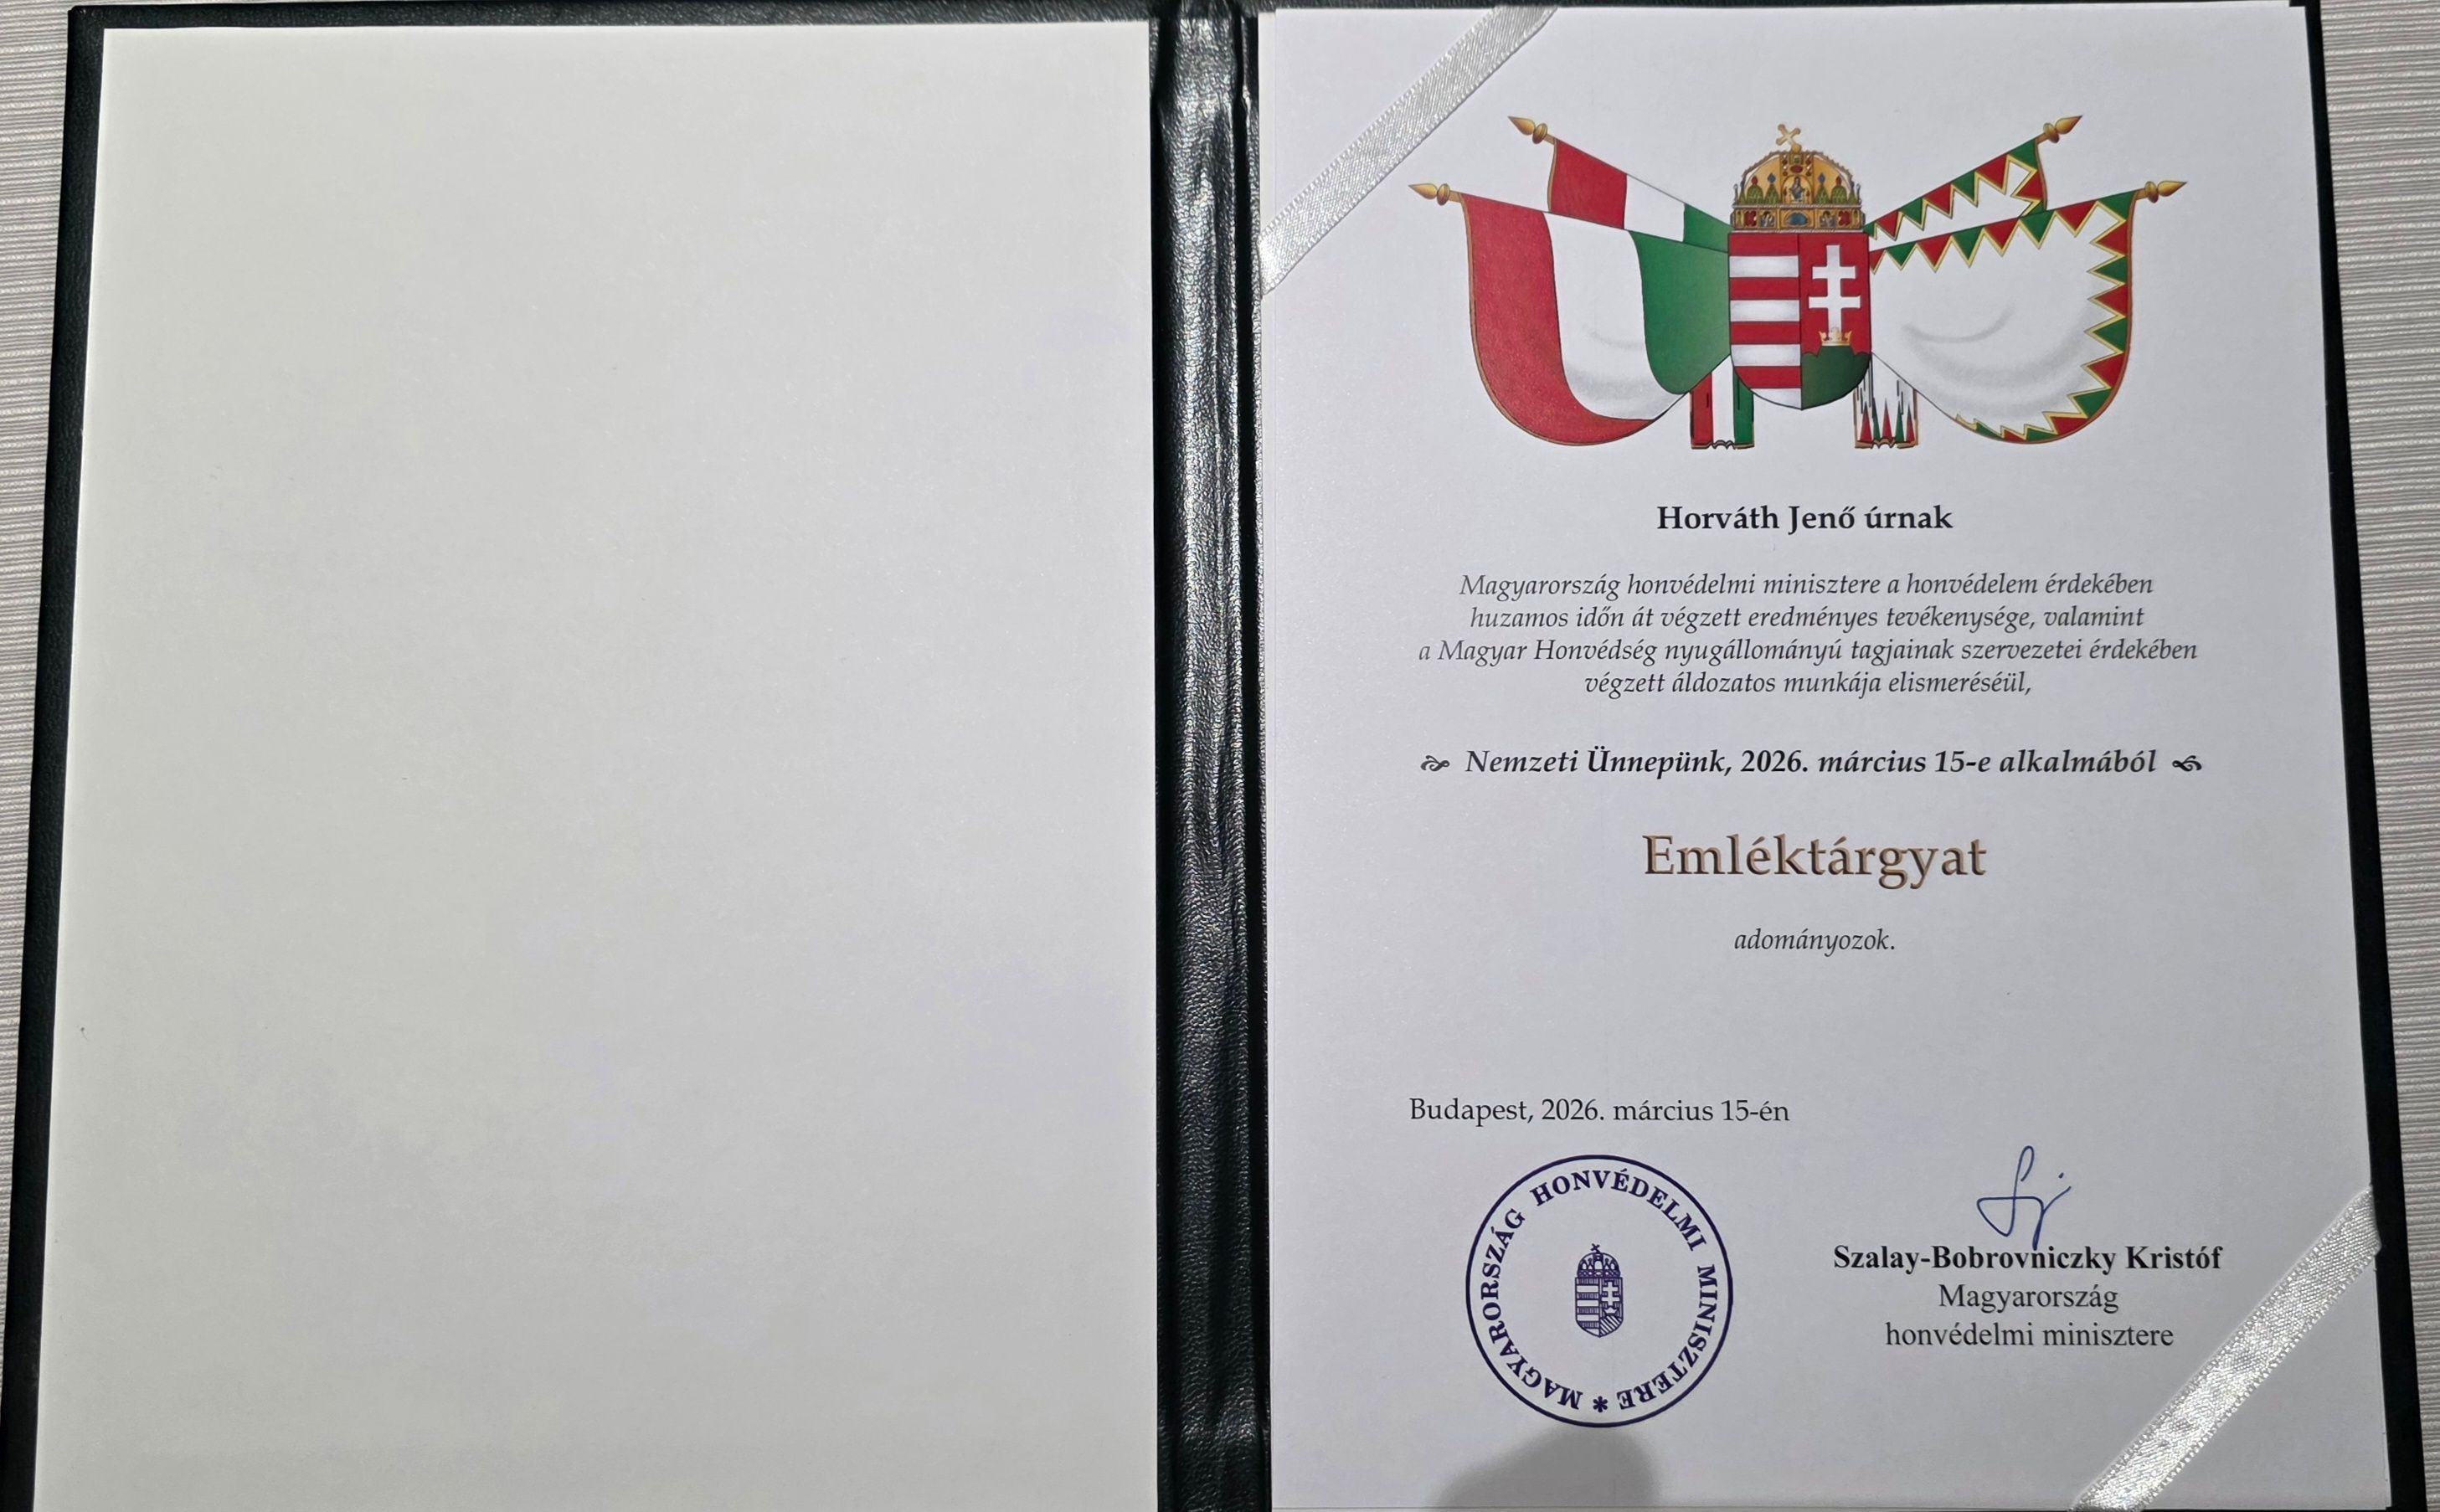 Horváth Jenő úrnak
Magyarország honvédelmi minisztere a honvédelem érdekében
huzamos időn át végzett eredményes tevékenysége, valamint
a Magyar Honvédség nyugállományú tagjainak szervezetei érdekében
végzett áldozatos munkája elismeréséül,
Nemzeti Ünnepünk, 2026. március 15-e alkalmából
Emléktárgyat
adományozok.
Budapest, 2026. március 15-én
MAGYARORSZÁG HONVÉDELMI MINISZTERE *
Szalay-Bobrovniczky Kristóf
Magyarország
honvédelmi minisztere